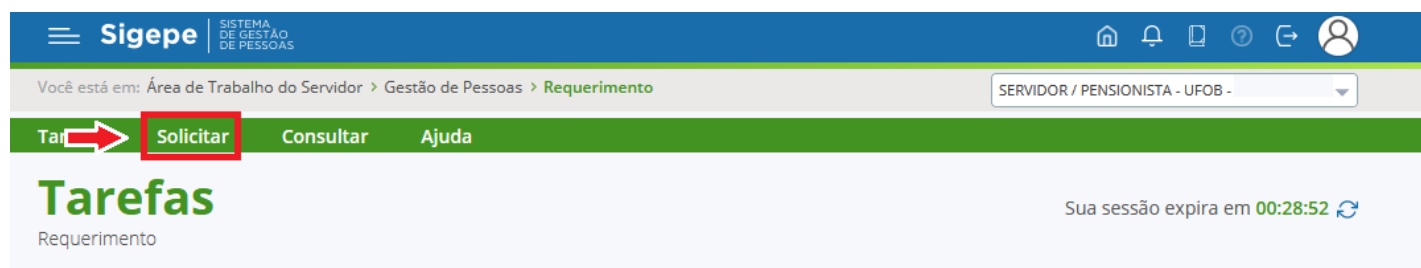 Sigepe
SISTEMA
DE GESTÃO
DE PESSOAS
Você está em: Área de Trabalho do Servidor > Gestão de Pessoas > Requerimento
SERVIDOR / PENSIONISTA - UFOB -
Solicitar Consultar Ajuda
Tarefas
Sua sessão expira em 00:28:52
Requerimento